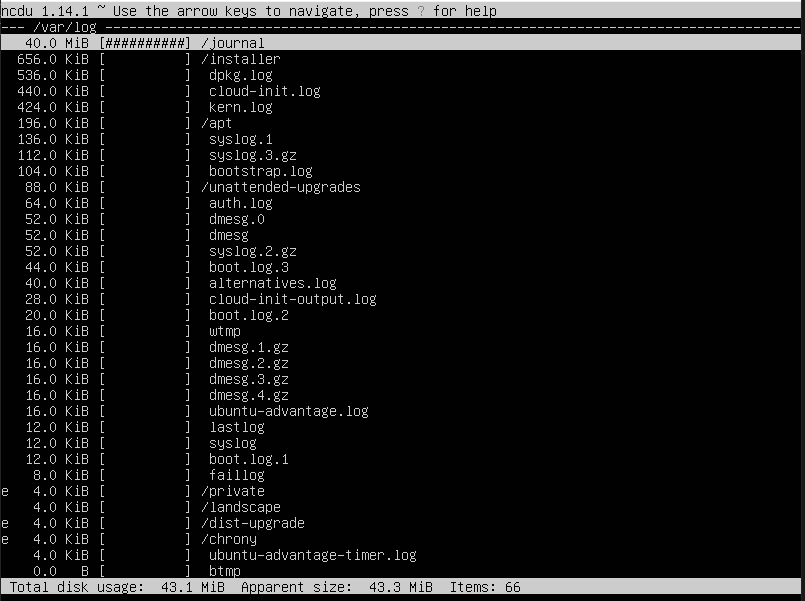 ncdu 1.14.1 ~ Use the arrow keys to navigate, press ? for help
--- /var/log ---
40.0 MiB [##########] /journal
656.0 KiB [          ] /installer
536.0 KiB [          ]  dpkg.log
440.0 KiB [          ]  cloud-init.log
424.0 KiB [          ]  kern.log
196.0 KiB [          ] /apt
136.0 KiB [          ]  syslog.1
112.0 KiB [          ]  syslog.3.gz
104.0 KiB [          ]  bootstrap.log
88.0 KiB [          ] /unattended-upgrades
64.0 KiB [          ]  auth.log
52.0 KiB [          ]  dmesg.0
52.0 KiB [          ]  dmesg
52.0 KiB [          ]  syslog.2.gz
44.0 KiB [          ]  boot.log.3
40.0 KiB [          ]  alternatives.log
28.0 KiB [          ]  cloud-init-output.log
20.0 KiB [          ]  boot.log.2
16.0 KiB [          ]  wtmp
16.0 KiB [          ]  dmesg.1.gz
16.0 KiB [          ]  dmesg.2.gz
16.0 KiB [          ]  dmesg.3.gz
16.0 KiB [          ]  dmesg.4.gz
16.0 KiB [          ]  ubuntu-advantage.log
12.0 KiB [          ]  lastlog
12.0 KiB [          ]  syslog
12.0 KiB [          ]  boot.log.1
8.0 KiB [          ]  faillog
e 4.0 KiB [          ] /private
4.0 KiB [          ] /landscape
e 4.0 KiB [          ] /dist-upgrade
e 4.0 KiB [          ] /chrony
4.0 KiB [          ]  ubuntu-advantage-timer.log
0.0 B [          ]  btmp
Total disk usage: 43.1 MiB Apparent size: 43.3 MiB Items: 66